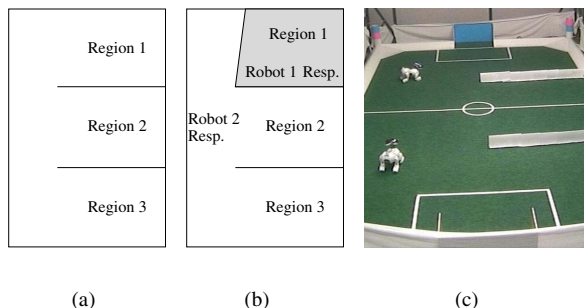 Region 1
Region 2
Region 3
Region 1
Robot 1 Resp.
Robot 2
Resp.
Region 2
Region 3
(a)
(b)
(c)